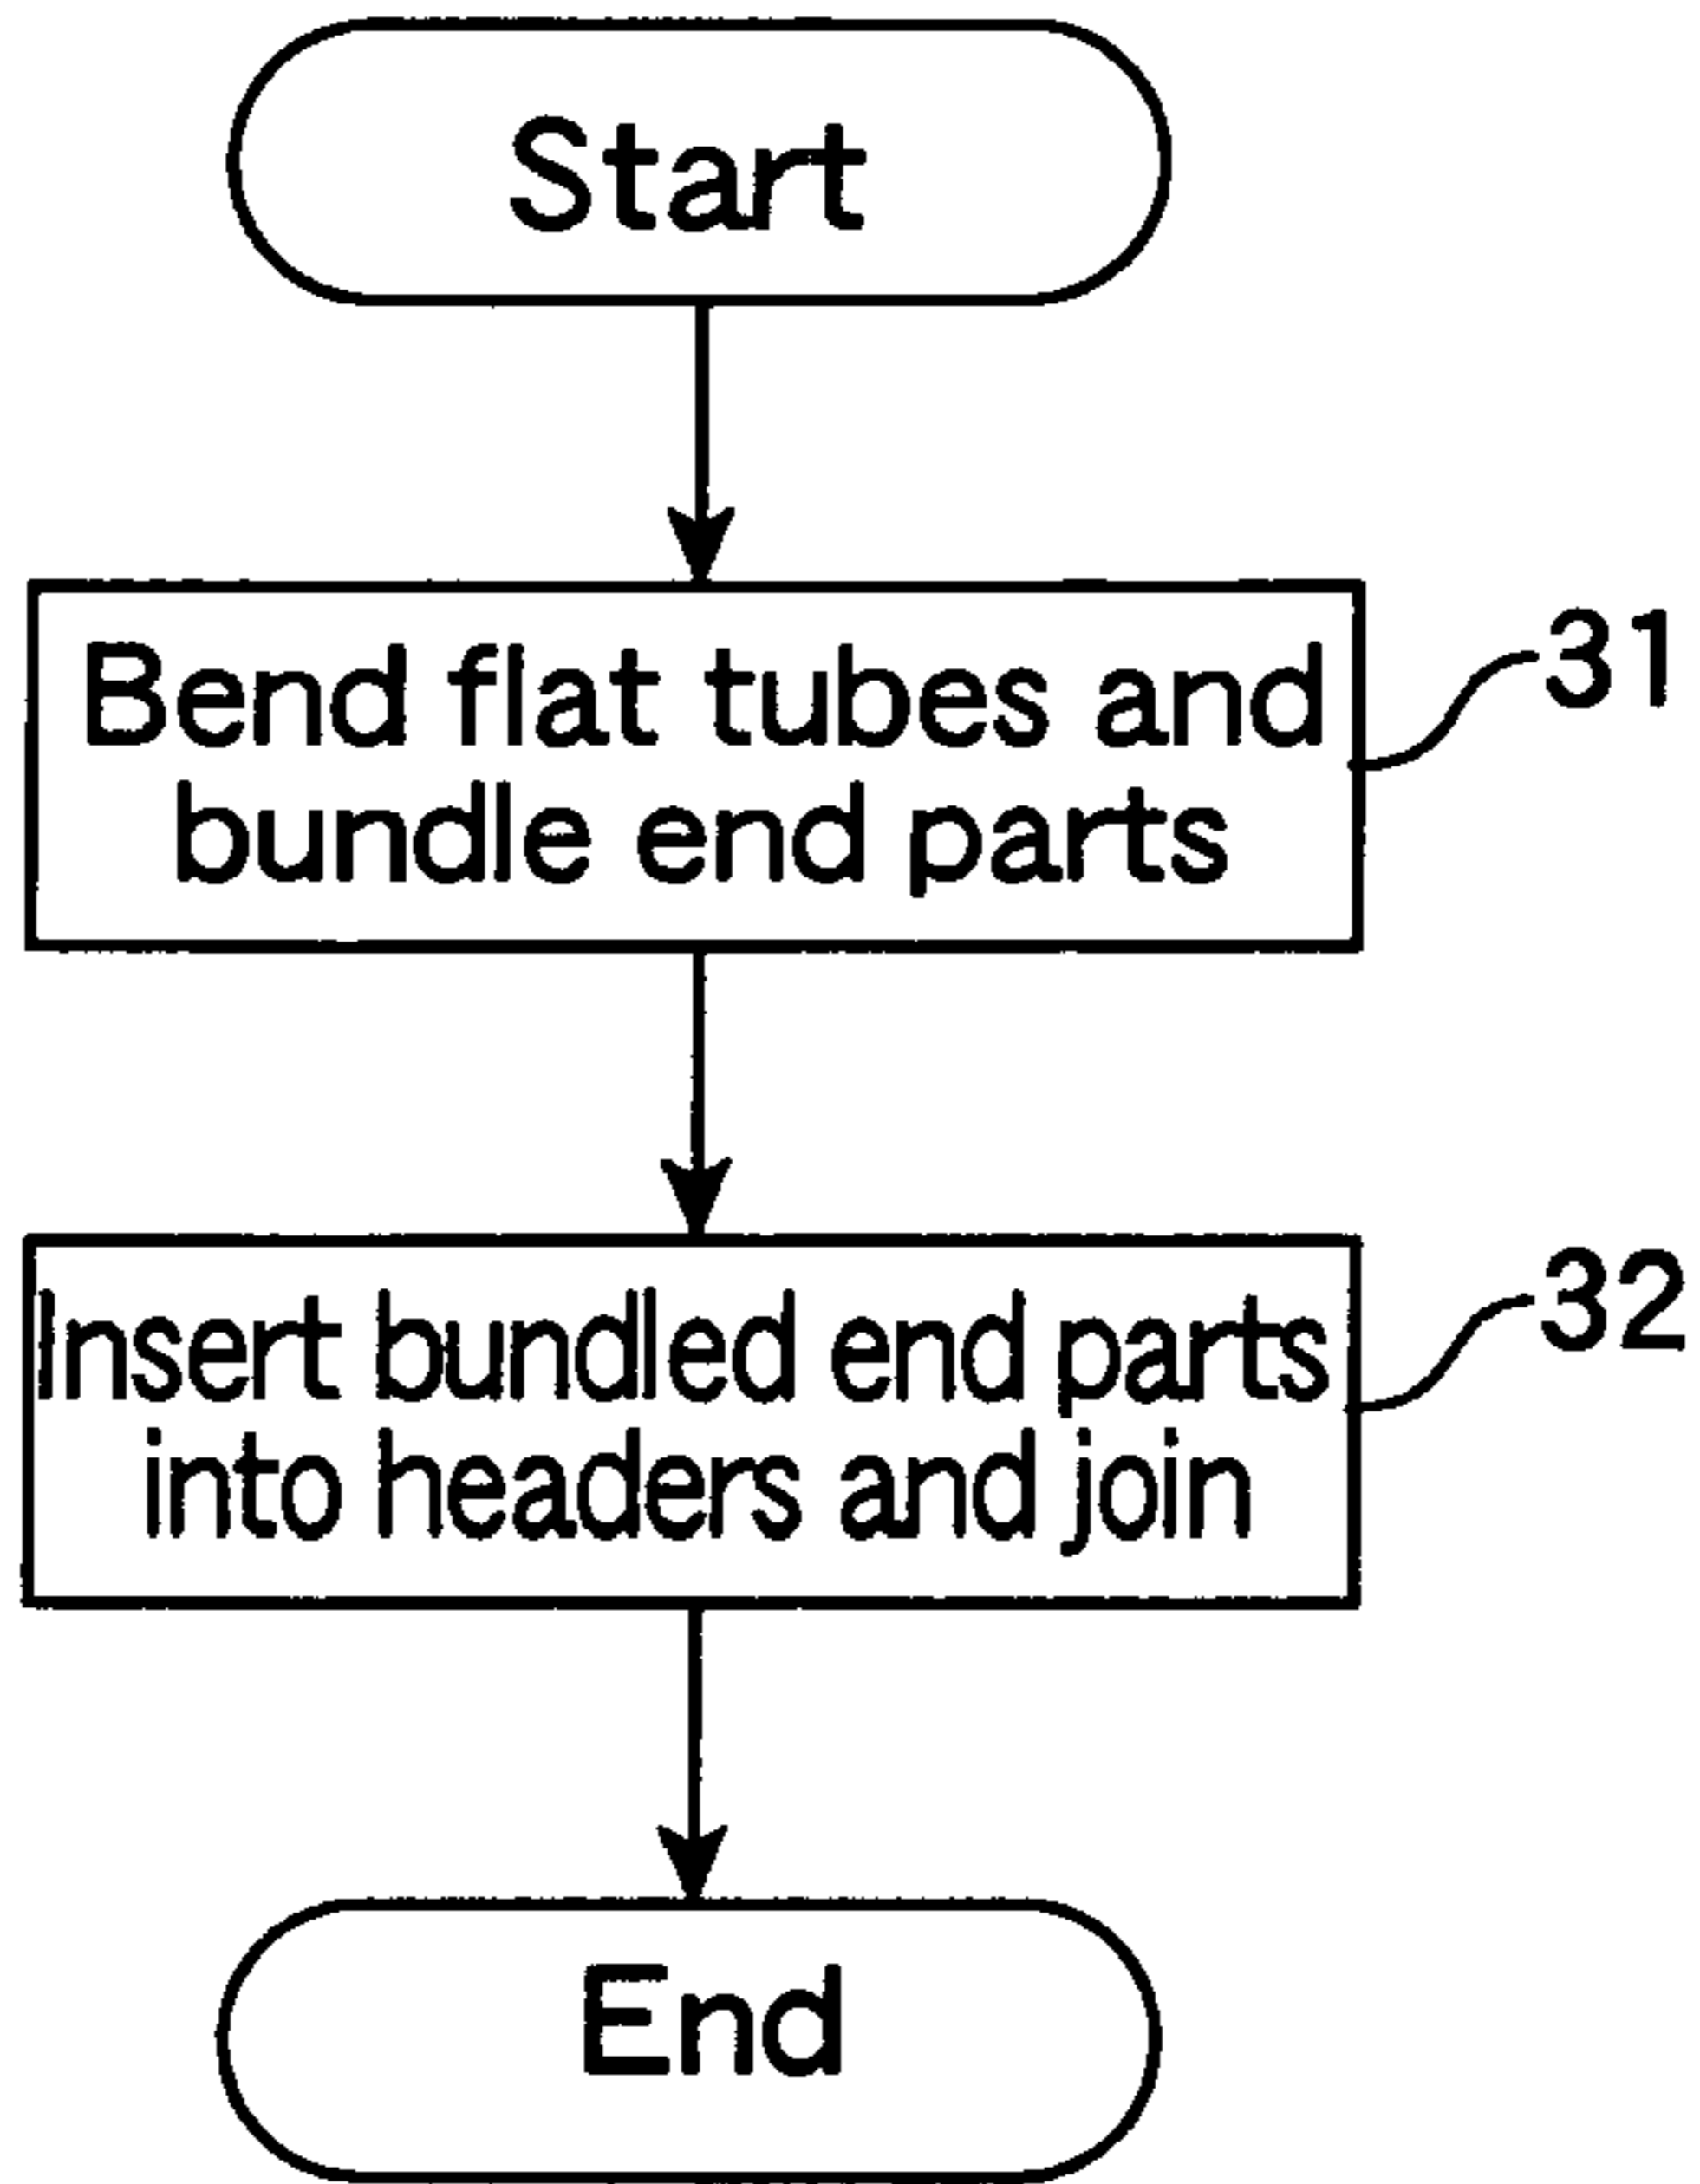 Start
Bend flat tubes and
bundle end parts
31
Insert bundled end parts
into headers and join
32
End